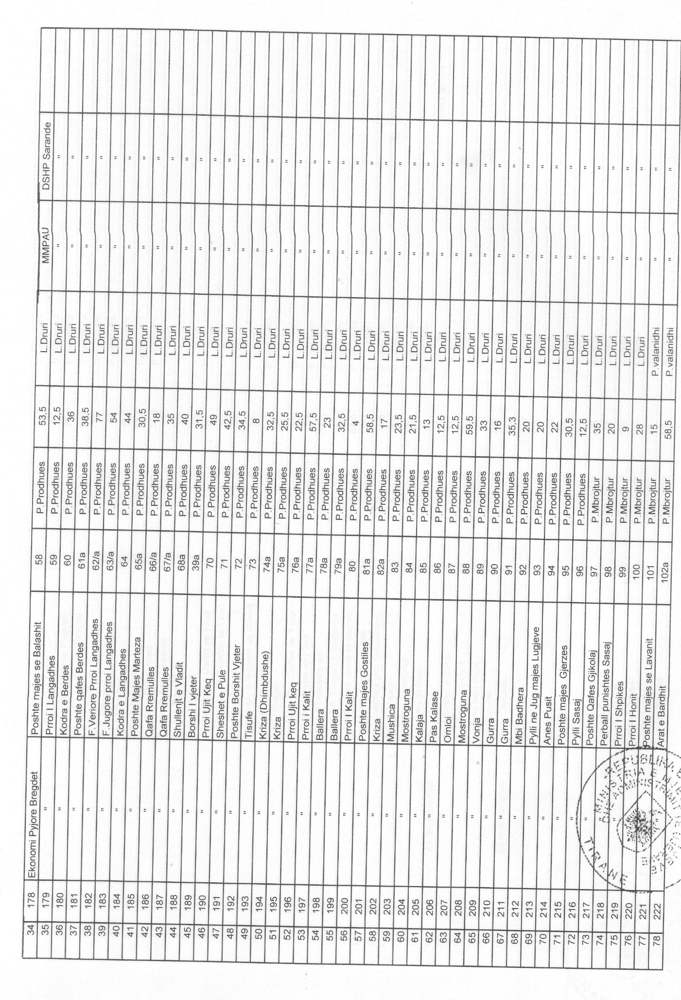 34 178 Ekonomi Pyjore Bregdet Poshte majes se Balashit 58 P.Prodhues 53,5 L.Druri MMPAU DSHP Sarande
35 179 " Prroi I Langadhes 59 P.Prodhues 12,5 L.Druri " "
36 180 " Kodra e Berdes 60 P.Prodhues 36 L.Druri " "
37 181 " Poshte qafes Berdes 61a P.Prodhues 38,5 L.Druri " "
38 182 " F.Veriore Prroi Langadhes 62/a P.Prodhues 77 L.Druri " "
39 183 " F.Jugore prroi Langadhes 63/a P.Prodhues 54 L.Druri " "
40 184 " Kodra e Langadhes 64 P.Prodhues 44 L.Druri " "
41 185 " Poshte Majes Marteza 65a P.Prodhues 30,5 L.Druri " "
42 186 " Qafa Rremulles 66/a P.Prodhues 18 L.Druri " "
43 187 " Qafa Rremulles 67/a P.Prodhues 35 L.Druri " "
44 188 " Shullenjt e Vladit 68a P.Prodhues 40 L.Druri " "
45 189 " Borshi I vjeter 39a P.Prodhues 31,5 L.Druri " "
46 190 " Prroi Ujit Keq 70 P.Prodhues 49 L.Druri " "
47 191 " Sheshet e Pule 71 P.Prodhues 42,5 L.Druri " "
48 192 " Poshte Borshit Vjeter 72 P.Prodhues 34,5 L.Druri " "
49 193 " Tisufe 73 P.Prodhues 8 L.Druri " "
50 194 " Kriza (Dhimbdushe) 74a P.Prodhues 32,5 L.Druri " "
51 195 " Kriza 75a P.Prodhues 25,5 L.Druri " "
52 196 " Prroi Ujit keq 76a P.Prodhues 22,5 L.Druri " "
53 197 " Prroi i Kalit 77a P.Prodhues 57,5 L.Druri " "
54 198 " Ballera 78a P.Prodhues 23 L.Druri " "
55 199 " Ballera 79a P.Prodhues 32,5 L.Druri " "
56 200 " Prroi I Kalit 80 P.Prodhues 4 L.Druri " "
57 201 " Poshte majes Gostiles 81a P.Prodhues 58,5 L.Druri " "
58 202 " Kriza 82a P.Prodhues 17 L.Druri " "
59 203 " Mushica 83 P.Prodhues 23,5 L.Druri " "
60 204 " Mostroguna 84 P.Prodhues 21,5 L.Druri " "
61 205 " Kalaja 85 P.Prodhues 13 L.Druri " "
62 206 " Pas Kalase 86 P.Prodhues 12,5 L.Druri " "
63 207 " Omloi 87 P.Prodhues 12,5 L.Druri " "
64 208 " Mostroguna 88 P.Prodhues 59,5 L.Druri " "
65 209 " Vonja 89 P.Prodhues 33 L.Druri " "
66 210 " Gurra 90 P.Prodhues 16 L.Druri " "
67 211 " Gurra 91 P.Prodhues 35,3 L.Druri " "
68 212 " Mbi Badhera 92 P.Prodhues 20 L.Druri " "
69 213 " Pylli ne Jug majes Lugjeve 93 P.Prodhues 20 L.Druri " "
70 214 " Anes Pusit 94 P.Prodhues 22 L.Druri " "
71 215 " Poshte majes Gjerzes 95 P.Prodhues 30,5 L.Druri " "
72 216 " Pylli Sasaj 96 P.Prodhues 12,5 L.Druri " "
73 217 " Poshte Qafes Gjikolaj 97 P.Mbrojtur 35 L.Druri " "
74 218 " Perball punishtes Sasaj 98 P.Mbrojtur 20 L.Druri " "
75 219 " Prroi I Shpikes 99 P.Mbrojtur 9 L.Druri " "
76 220 Prroi I Honit 100 P.Mbrojtur 28 L.Druri " "
77 221 Poshte majes se Lavanit 101 P.Mbrojtur 15 P.valanidhi " "
78 222 " Arat e Bardhit 102a P.Mbrojtur 58,5 P.valanidhi " "
REPUBLIKA
MINISTRIA E
DHE ADMINISTRIMIT
TIRANE